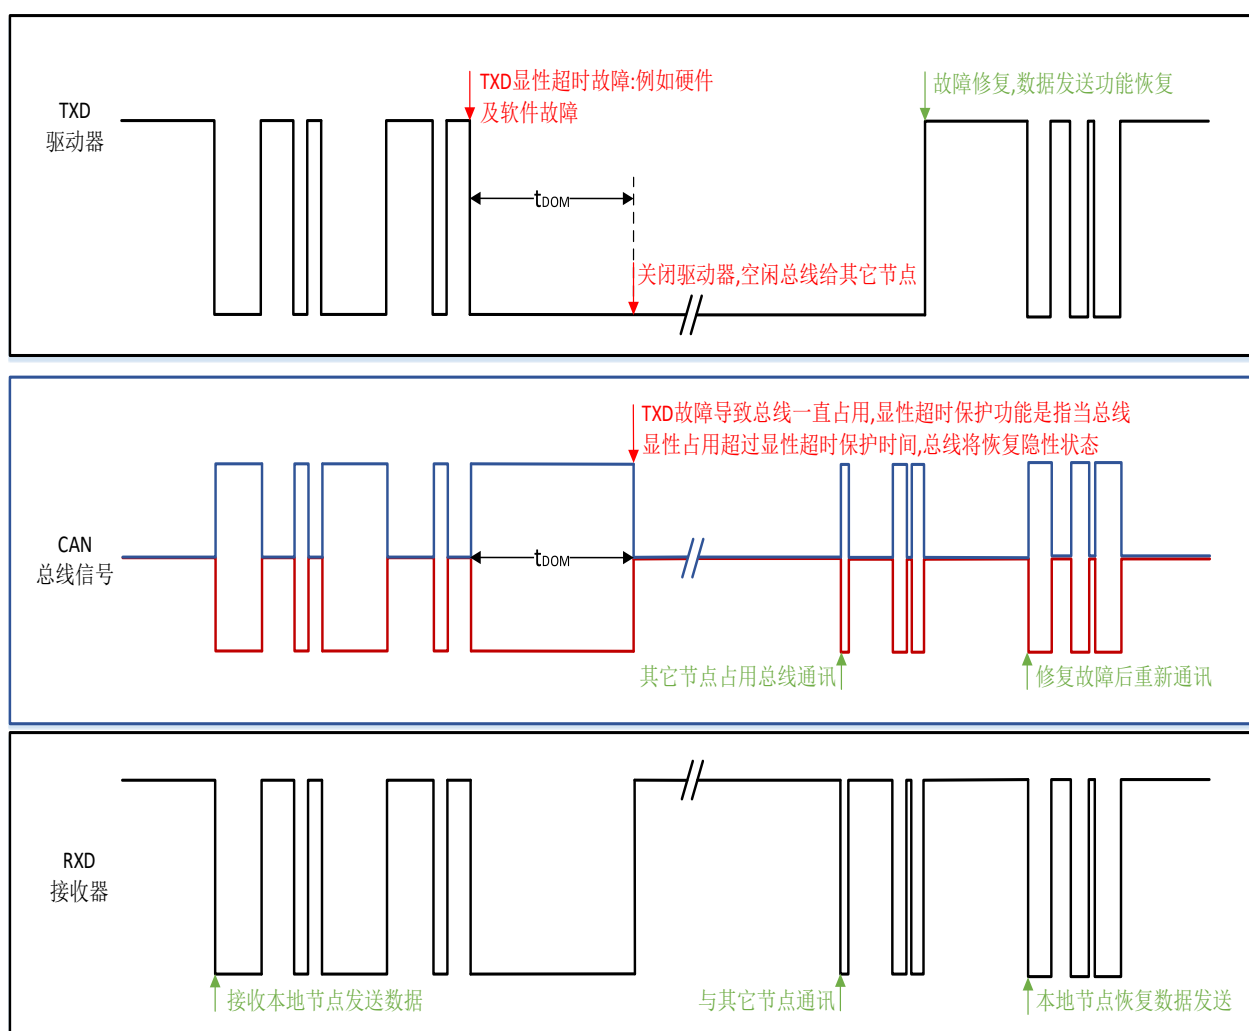 TXD显性超时故障:例如硬件
及软件故障
故障修复,数据发送功能恢复
TXD
驱动器
tDOM
关闭驱动器,空闲总线给其它节点
TXD故障导致总线一直占用,显性超时保护功能是指当总线
显性占用超过显性超时保护时间,总线将恢复隐性状态
CAN
总线信号
tDOM
其它节点占用总线通讯
修复故障后重新通讯
RXD
接收器
接收本地节点发送数据
与其它节点通讯
本地节点恢复数据发送